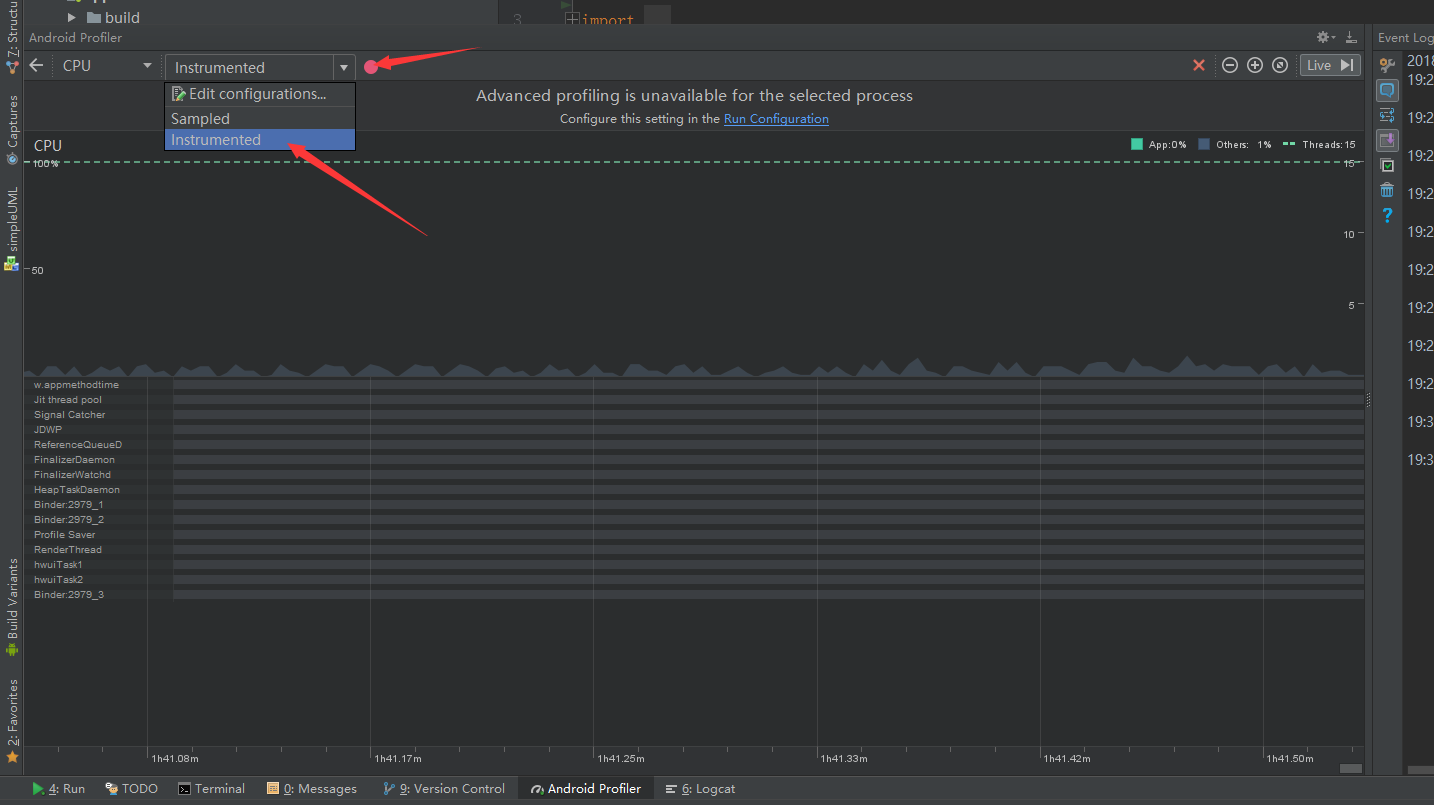 build
3
import
Android Profiler
Event Log
CPU
Instrumented
Live
2018
Edit configurations...
Sampled
Instrumented
Advanced profiling is unavailable for the selected process
Configure this setting in the Run Configuration
CPU
App:0%
Others: 1%
Threads:15
100%
15
10
50
5
w.appmethodtime
Jit thread pool
Signal Catcher
JDWP
ReferenceQueueD
FinalizerDaemon
FinalizerWatchd
HeapTaskDaemon
Binder:2979_1
Binder:2979_2
Profile Saver
RenderThread
hwuiTask1
hwuiTask2
Binder:2979_3
1h41.08m
1h41.17m
1h41.25m
1h41.33m
1h41.42m
1h41.50m
7: Structu
Captures
simpleUML
Build Variants
2: Favorites
19:2
19:2
19:2
19:2
19:2
19:2
19:2
19:2
19:2
19:3
19:3
4: Run
TODO
Terminal
0: Messages
9: Version Control
Android Profiler
6: Logcat